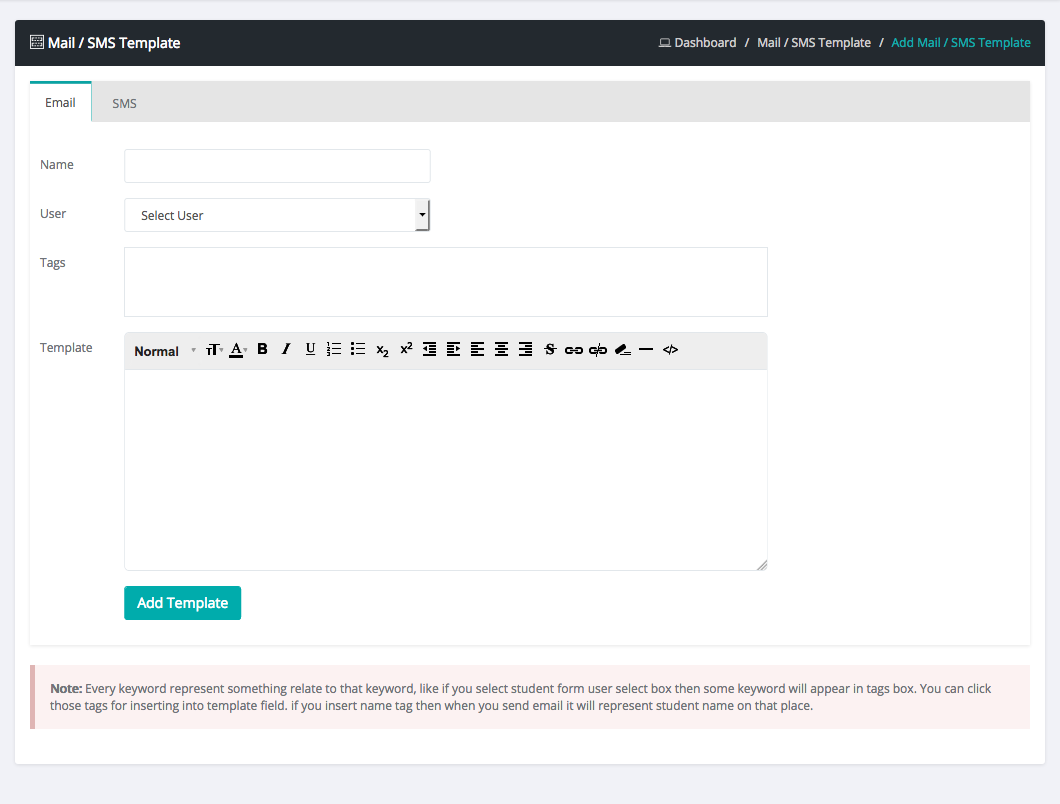 Mail / SMS Template
Dashboard / Mail / SMS Template / Add Mail / SMS Template
Email SMS
Name
User Select User
Tags
Template Normal TT A B I U x2 x2 S </>
Add Template
Note: Every keyword represent something relate to that keyword, like if you select student form user select box then some keyword will appear in tags box. You can click
those tags for inserting into template field. if you insert name tag then when you send email it will represent student name on that place.